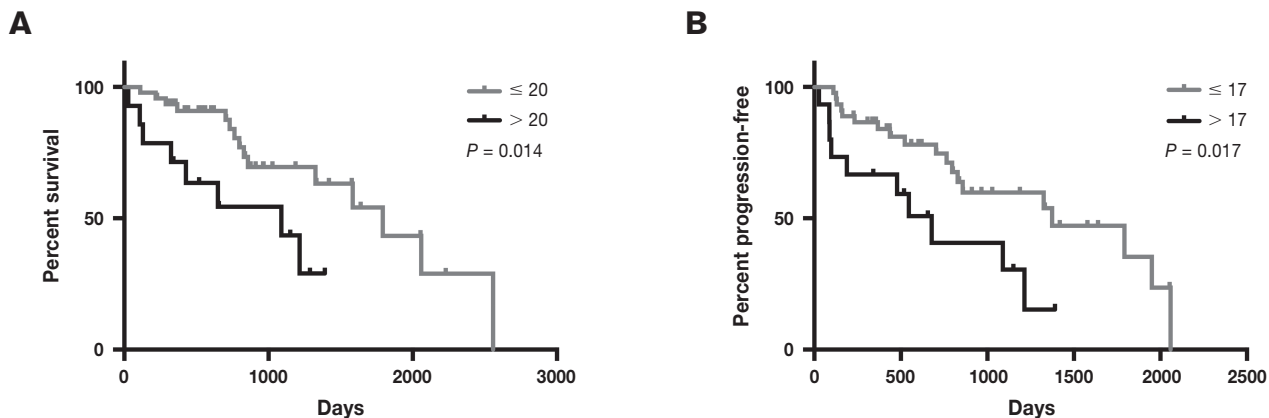 A
Percent survival
100
50
0
0
1000
2000
3000
Days
≤ 20
> 20
P = 0.014
B
Percent progression-free
100
50
0
0
500
1000
1500
2000
2500
Days
≤ 17
> 17
P = 0.017